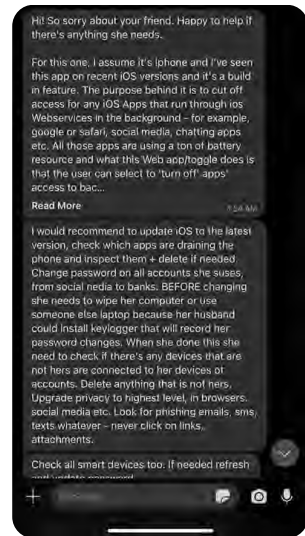 Hi! So sorry about your friend. Happy to help if
there's anything she needs.
For this one, I assume it's iphone and I've seen
this app on recent iOS versions and it's a build
in feature. The purpose behind it is to cut off
access for any iOS Apps that run through ios
Webservices in the background - for example,
google or safari, social media, chatting apps
etc. All those apps are using a ton of battery
resource and what this Web app/toggle does is
that the user can select to 'turn off' apps'
access to bac...
Read More
I would recommend to update iOS to the latest
version, check which apps are draining the
phone and inspect them + delete if needed.
Change password on all accounts she suses,
from social media to banks. BEFORE changing
she needs to wipe her computer or use
someone else laptop because her husband
could install keylogger that will record her
password changes. When she done this she
need to check if there's any devices that are
not hers are connected to her devices or
accounts. Delete anything that is not hers.
Upgrade privacy to highest level, in browsers,
social media etc. Look for phishing emails, sms,
texts whatever - never click on links,
attachments.
Check all smart devices too. If needed refresh
and update password